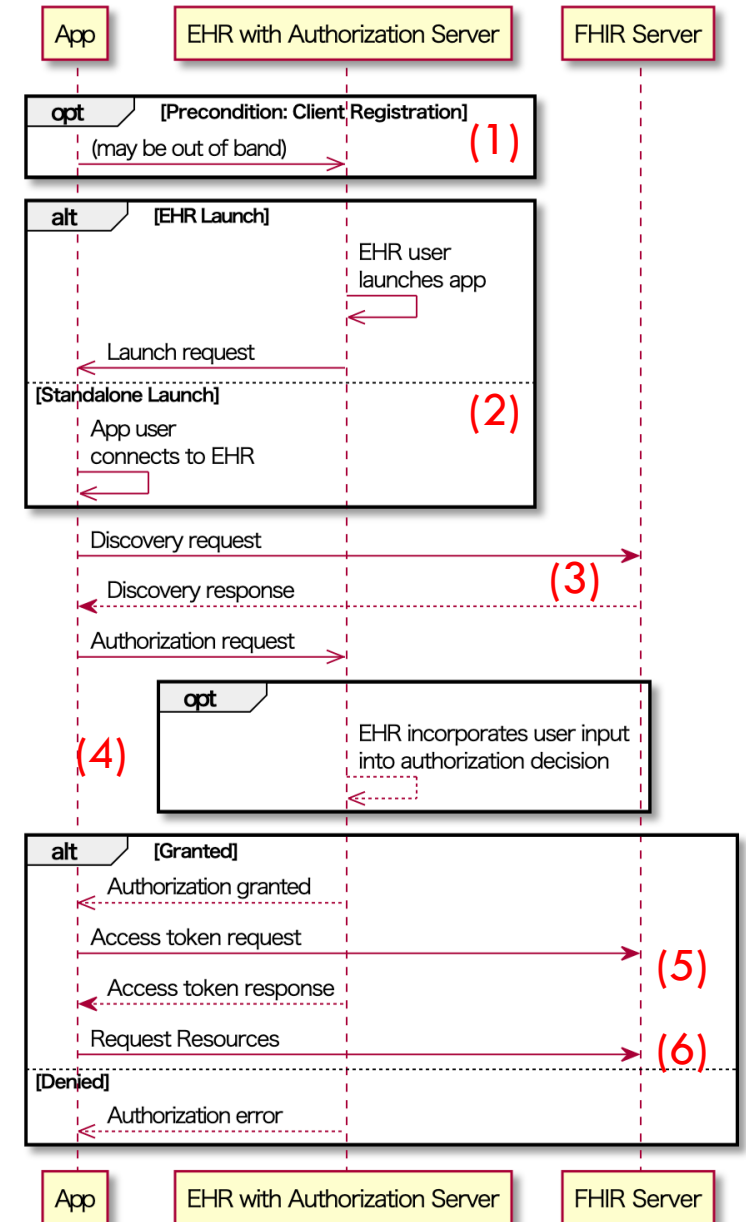 App
EHR with Authorization Server
FHIR Server
opt
[Precondition: Client Registration]
(may be out of band)
(1)
alt
[EHR Launch]
EHR user
launches app
Launch request
[Standalone Launch]
(2)
App user
connects to EHR
Discovery request
(3)
Discovery response
Authorization request
opt
EHR incorporates user input
into authorization decision
(4)
alt
[Granted]
Authorization granted
Access token request
(5)
Access token response
Request Resources
(6)
[Denied]
Authorization error
App
EHR with Authorization Server
FHIR Server